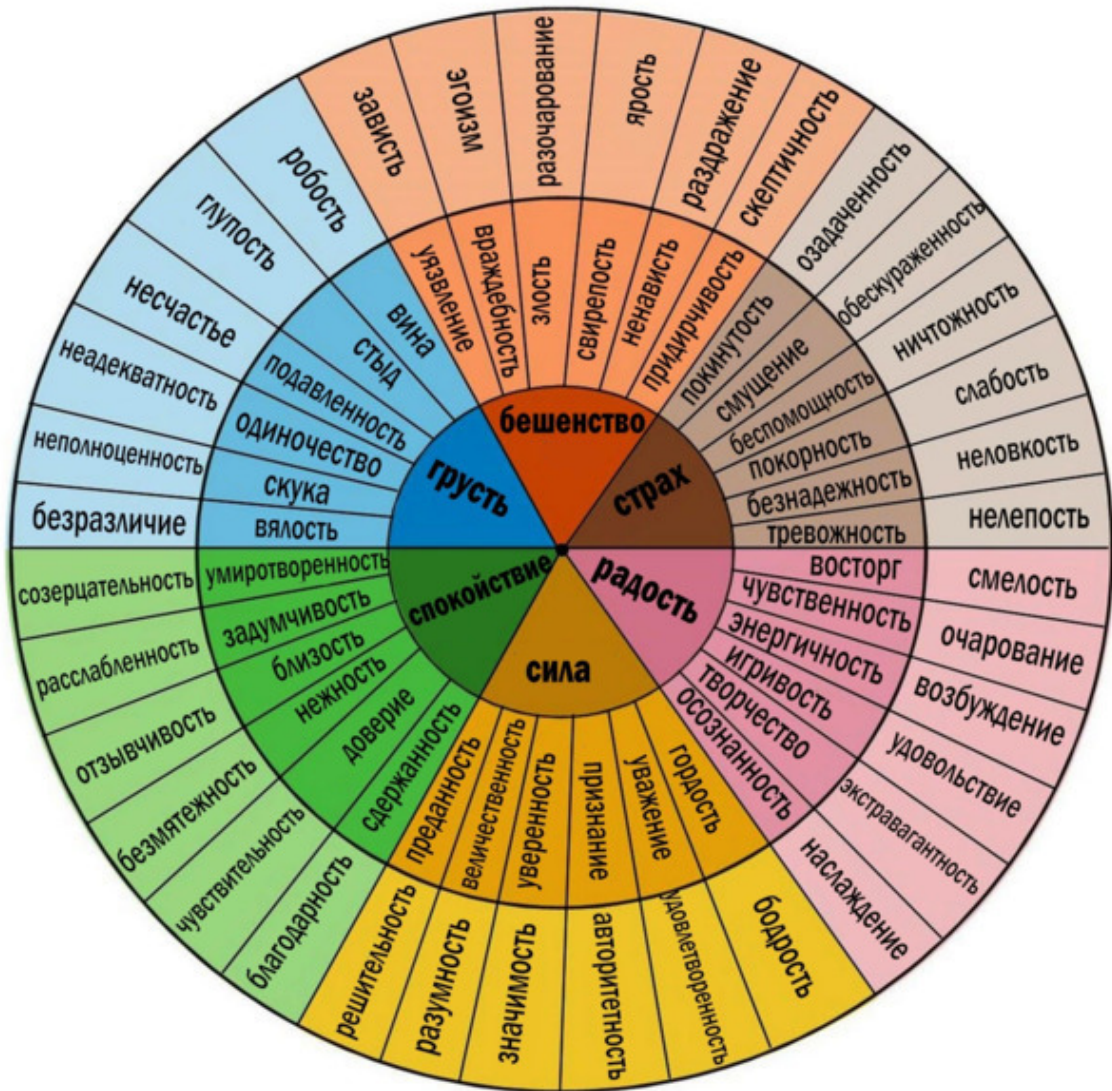 зависть
эгоизм
разочарование
ярость
раздражение
скептичность
уязвление
враждебность
злость
свирепость
ненависть
придирчивость
бешенство
озадаченность
обескураженность
ничтожность
слабость
неловкость
нелепость
покинутость
смущение
беспомощность
покорность
безнадежность
тревожность
страх
смелость
очарование
возбуждение
удовольствие
экстравагантность
наслаждение
восторг
чувственность
энергичность
игривость
творчество
осознанность
радость
бодрость
удовлетворенность
авторитетность
значимость
разумность
решительность
гордость
уважение
признание
уверенность
величественность
преданность
сила
благодарность
чувствительность
безмятежность
отзывчивость
расслабленность
созерцательность
сдержанность
доверие
нежность
близость
задумчивость
умиротворенность
спокойствие
безразличие
неполноценность
неадекватность
несчастье
глупость
робость
вялость
скука
одиночество
подавленность
стыд
вина
грусть